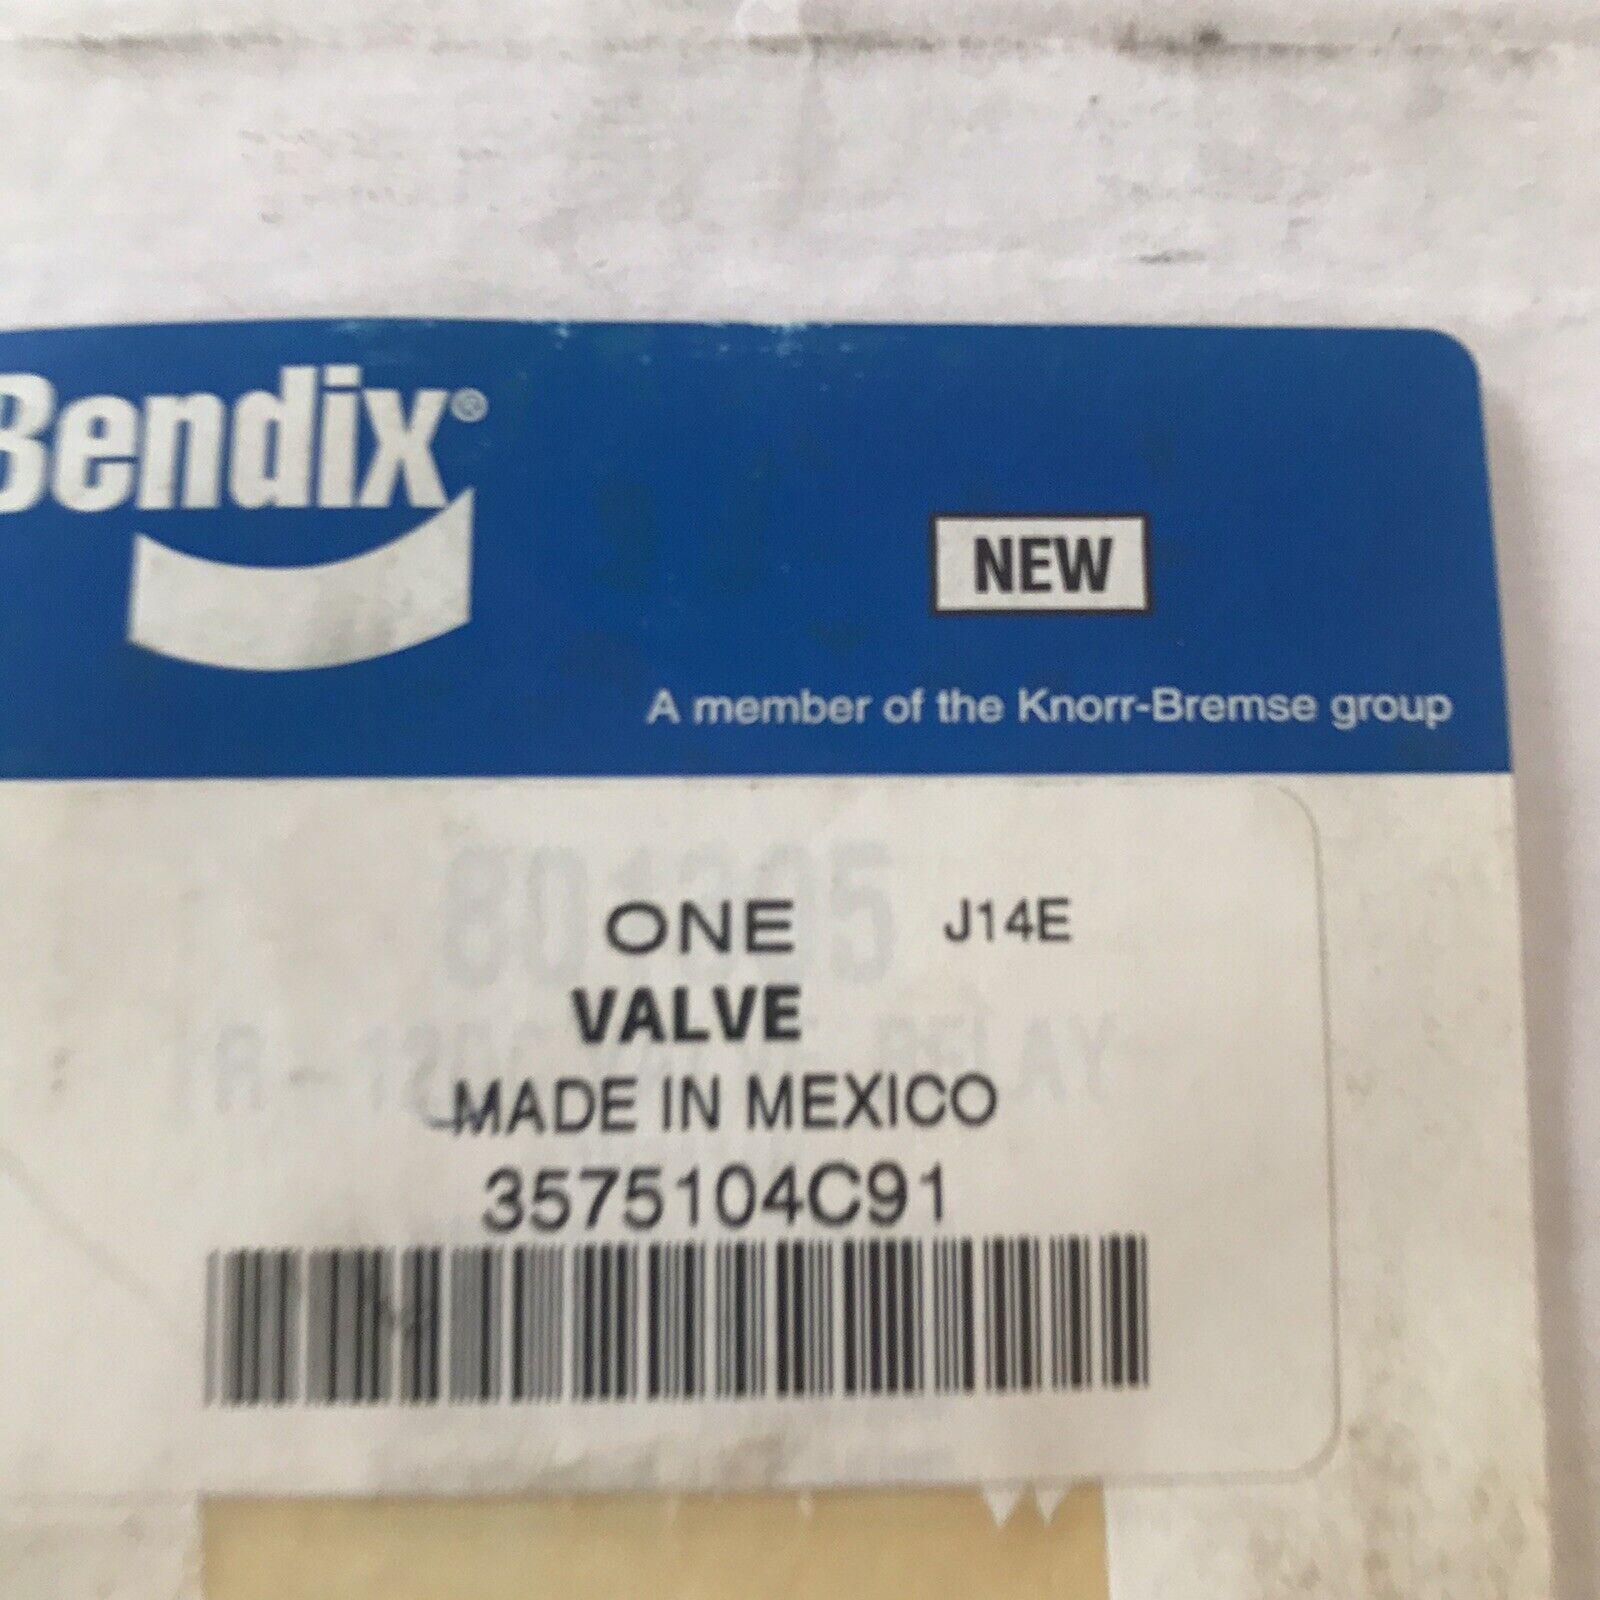 Bendix®
NEW
A member of the Knorr-Bremse group
ONE J14E
VALVE
MADE IN MEXICO
3575104C91